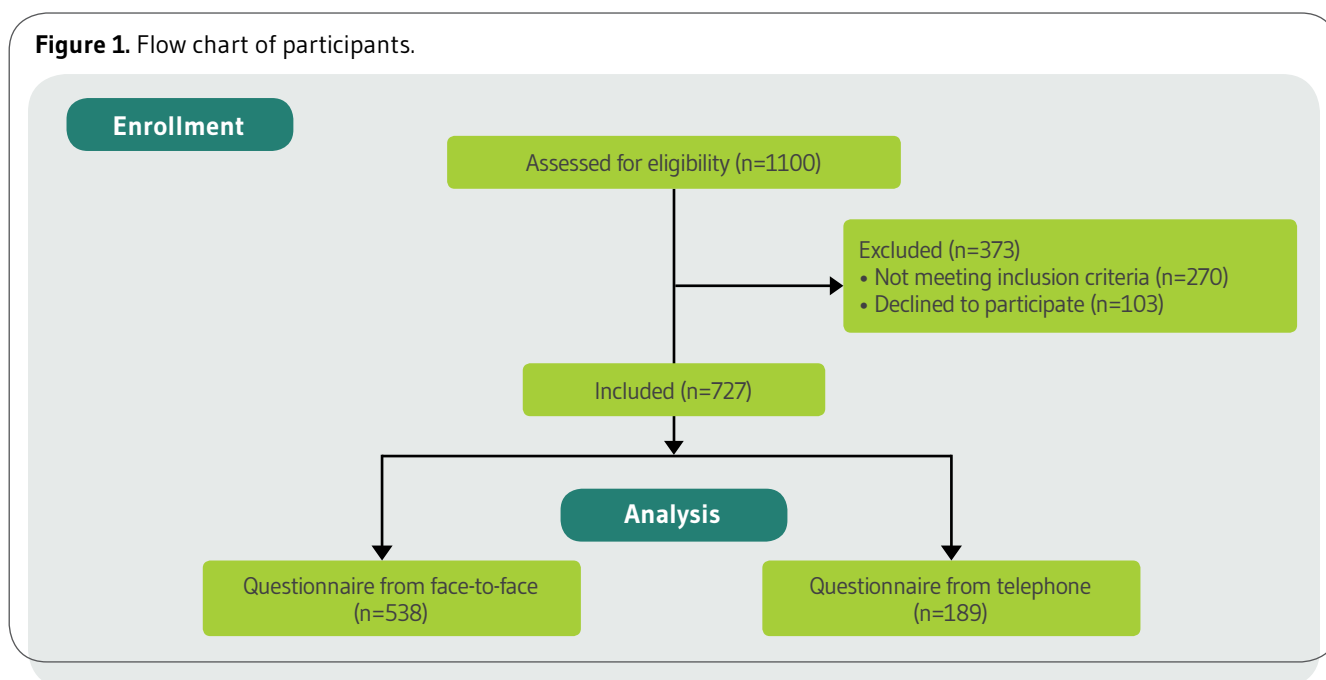 Figure 1. Flow chart of participants.
Enrollment
Assessed for eligibility (n=1100)
Excluded (n=373)
• Not meeting inclusion criteria (n=270)
• Declined to participate (n=103)
Included (n=727)
Analysis
Questionnaire from face-to-face
(n=538)
Questionnaire from telephone
(n=189)